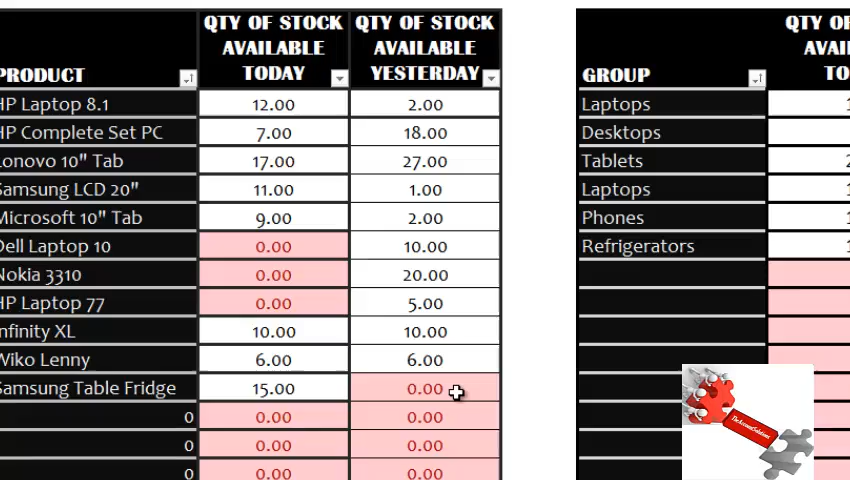 PRODUCT QTY OF STOCK AVAILABLE TODAY QTY OF STOCK AVAILABLE YESTERDAY
HP Laptop 8.1 12.00 2.00
HP Complete Set PC 7.00 18.00
Lonovo 10" Tab 17.00 27.00
Samsung LCD 20" 11.00 1.00
Microsoft 10" Tab 9.00 2.00
Dell Laptop 10 0.00 10.00
Nokia 3310 0.00 20.00
HP Laptop 77 0.00 5.00
Infinity XL 10.00 10.00
Wiko Lenny 6.00 6.00
Samsung Table Fridge 15.00 0.00
0 0.00 0.00
0 0.00 0.00
0 0.00 0.00
GROUP QTY OF
Laptops
Desktops
Tablets
Laptops
Phones
Refrigerators